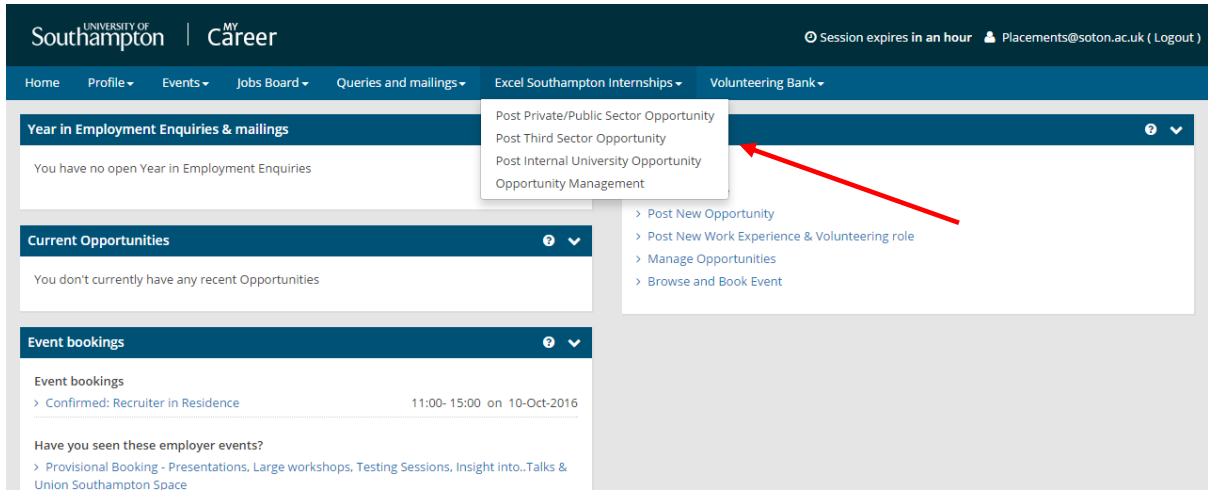 UNIVERSITY OF
Southampton | MY Career
Session expires in an hour Placements@soton.ac.uk ( Logout )
Home Profile Events Jobs Board Queries and mailings Excel Southampton Internships Volunteering Bank
Post Private/Public Sector Opportunity
Post Third Sector Opportunity
Post Internal University Opportunity
Opportunity Management
Year in Employment Enquiries & mailings
You have no open Year in Employment Enquiries
> Post New Opportunity
> Post New Work Experience & Volunteering role
> Manage Opportunities
> Browse and Book Event
Current Opportunities
You don't currently have any recent Opportunities
Event bookings
Event bookings
> Confirmed: Recruiter in Residence 11:00- 15:00 on 10-Oct-2016
Have you seen these employer events?
> Provisional Booking - Presentations, Large workshops, Testing Sessions, Insight into..Talks &
Union Southampton Space